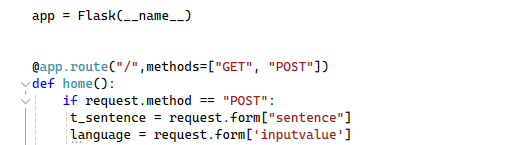 app = Flask(__name__)
@app.route("/",methods=["GET", "POST"])
def home():
    if request.method == "POST":
     t_sentence = request.form["sentence"]
     language = request.form['inputvalue']